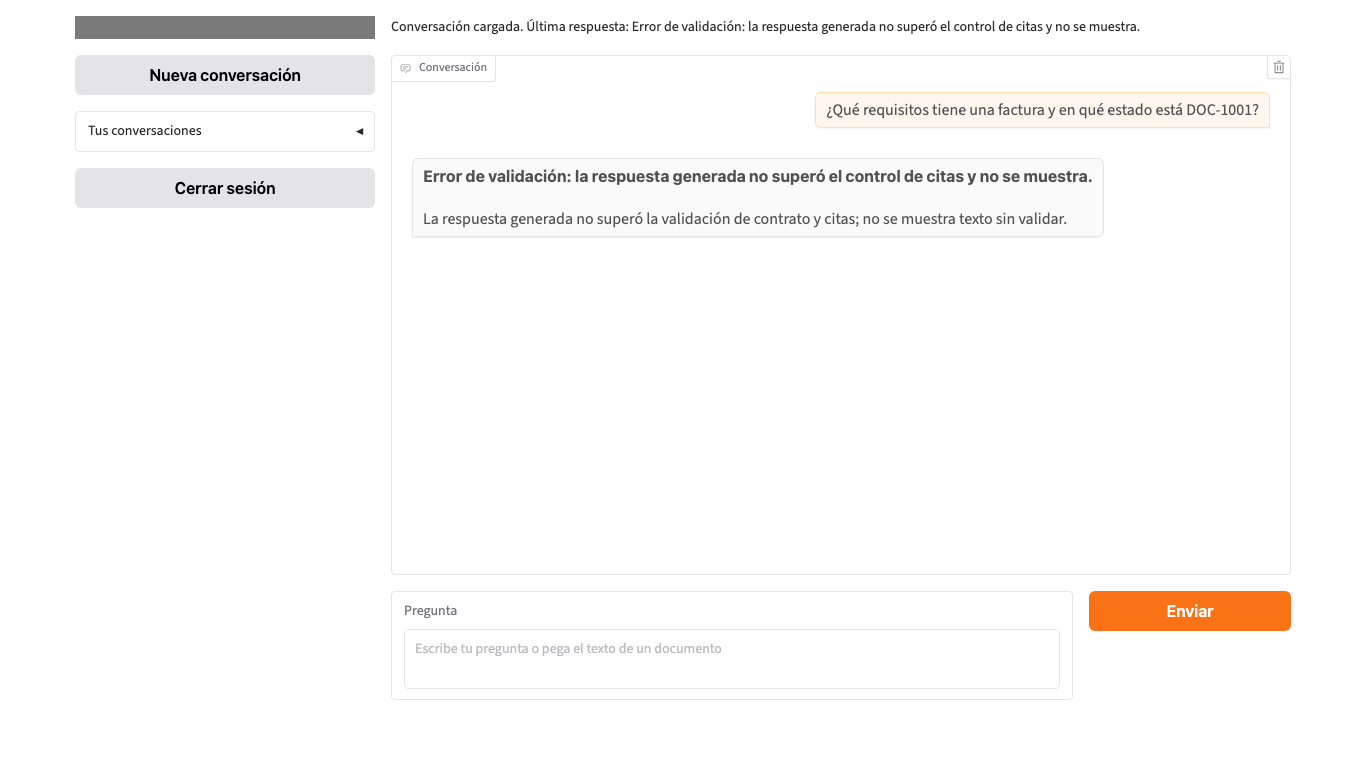 Conversación cargada. Última respuesta: Error de validación: la respuesta generada no superó el control de citas y no se muestra.
Nueva conversación
Tus conversaciones
Cerrar sesión
Conversación
¿Qué requisitos tiene una factura y en qué estado está DOC-1001?
Error de validación: la respuesta generada no superó el control de citas y no se muestra.
La respuesta generada no superó la validación de contrato y citas; no se muestra texto sin validar.
Pregunta
Escribe tu pregunta o pega el texto de un documento
Enviar